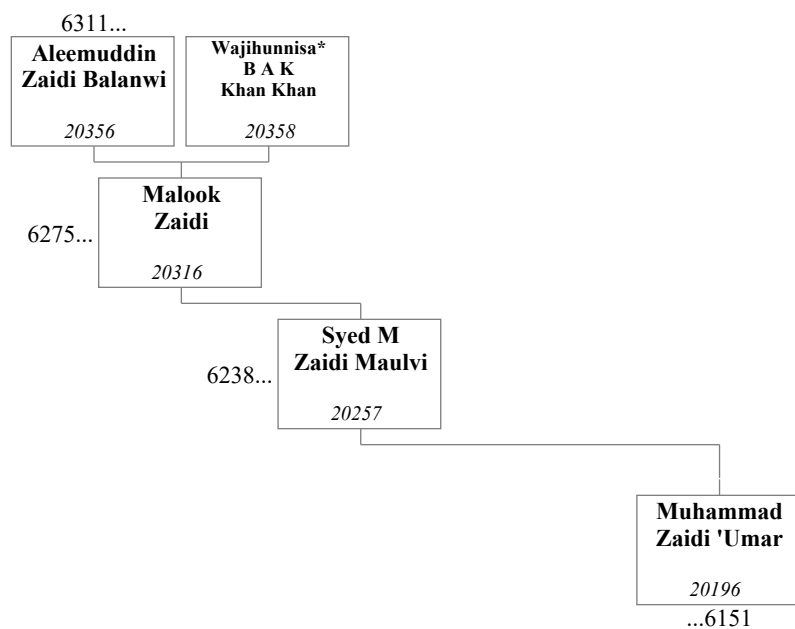 6311...
Aleemuddin
Zaidi Balanwi
20356
Wajihunnisa*
B A K
Khan Khan
20358
Malook
Zaidi
6275...
20316
Syed M
Zaidi Maulvi
6238...
20257
Muhammad
Zaidi 'Umar
20196
...6151